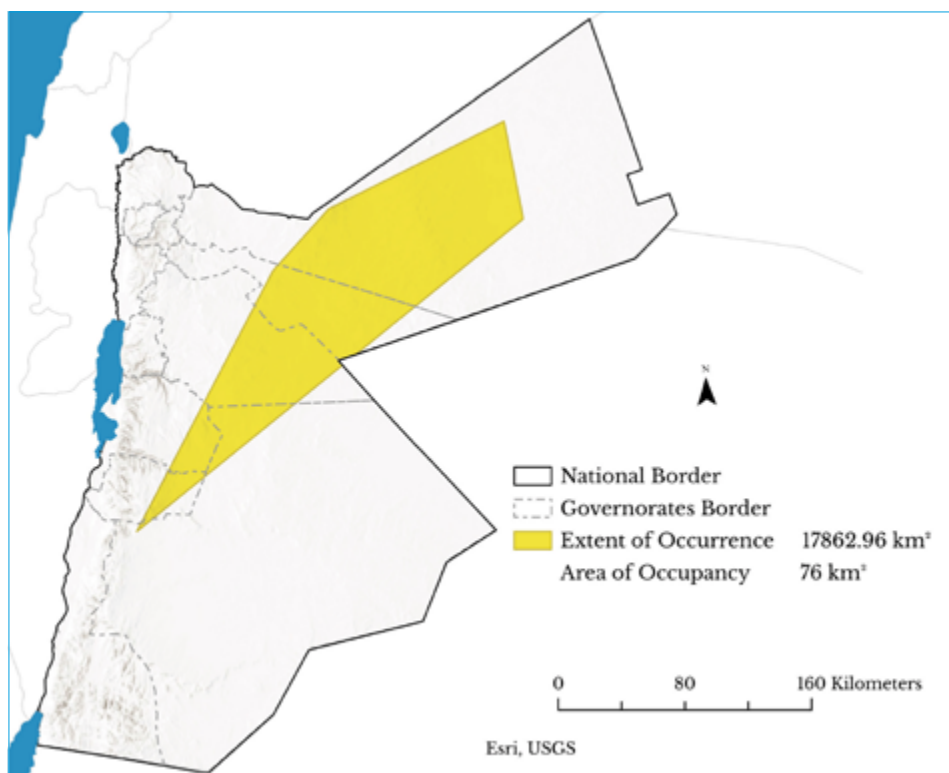 N
National Border
Governorates Border
Extent of Occurrence 17862.96 km²
Area of Occupancy 76 km²
0 80 160 Kilometers
Esri, USGS